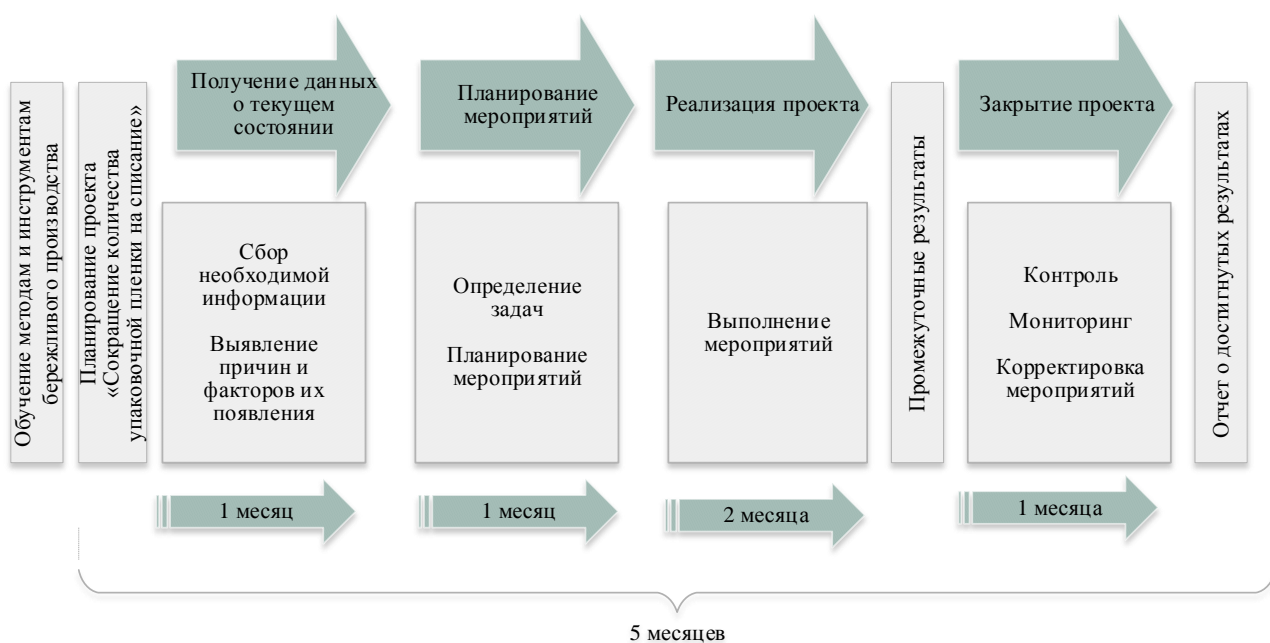 Обучение методам и инструментам
бережливого производства
Планирование проекта
«Сокращение количества
упаковочной пленки на списание»
Получение данных
о текущем
состоянии
Сбор
необходимой
информации
Выявление
причин и
факторов их
появления
1 месяц
Планирование
мероприятий
Определение
задач
Планирование
мероприятий
1 месяц
Реализация проекта
Выполнение
мероприятий
2 месяца
Промежуточные результаты
Закрытие проекта
Контроль
Мониторинг
Корректировка
мероприятий
1 месяца
Отчет о достигнутых результатах
5 месяцев